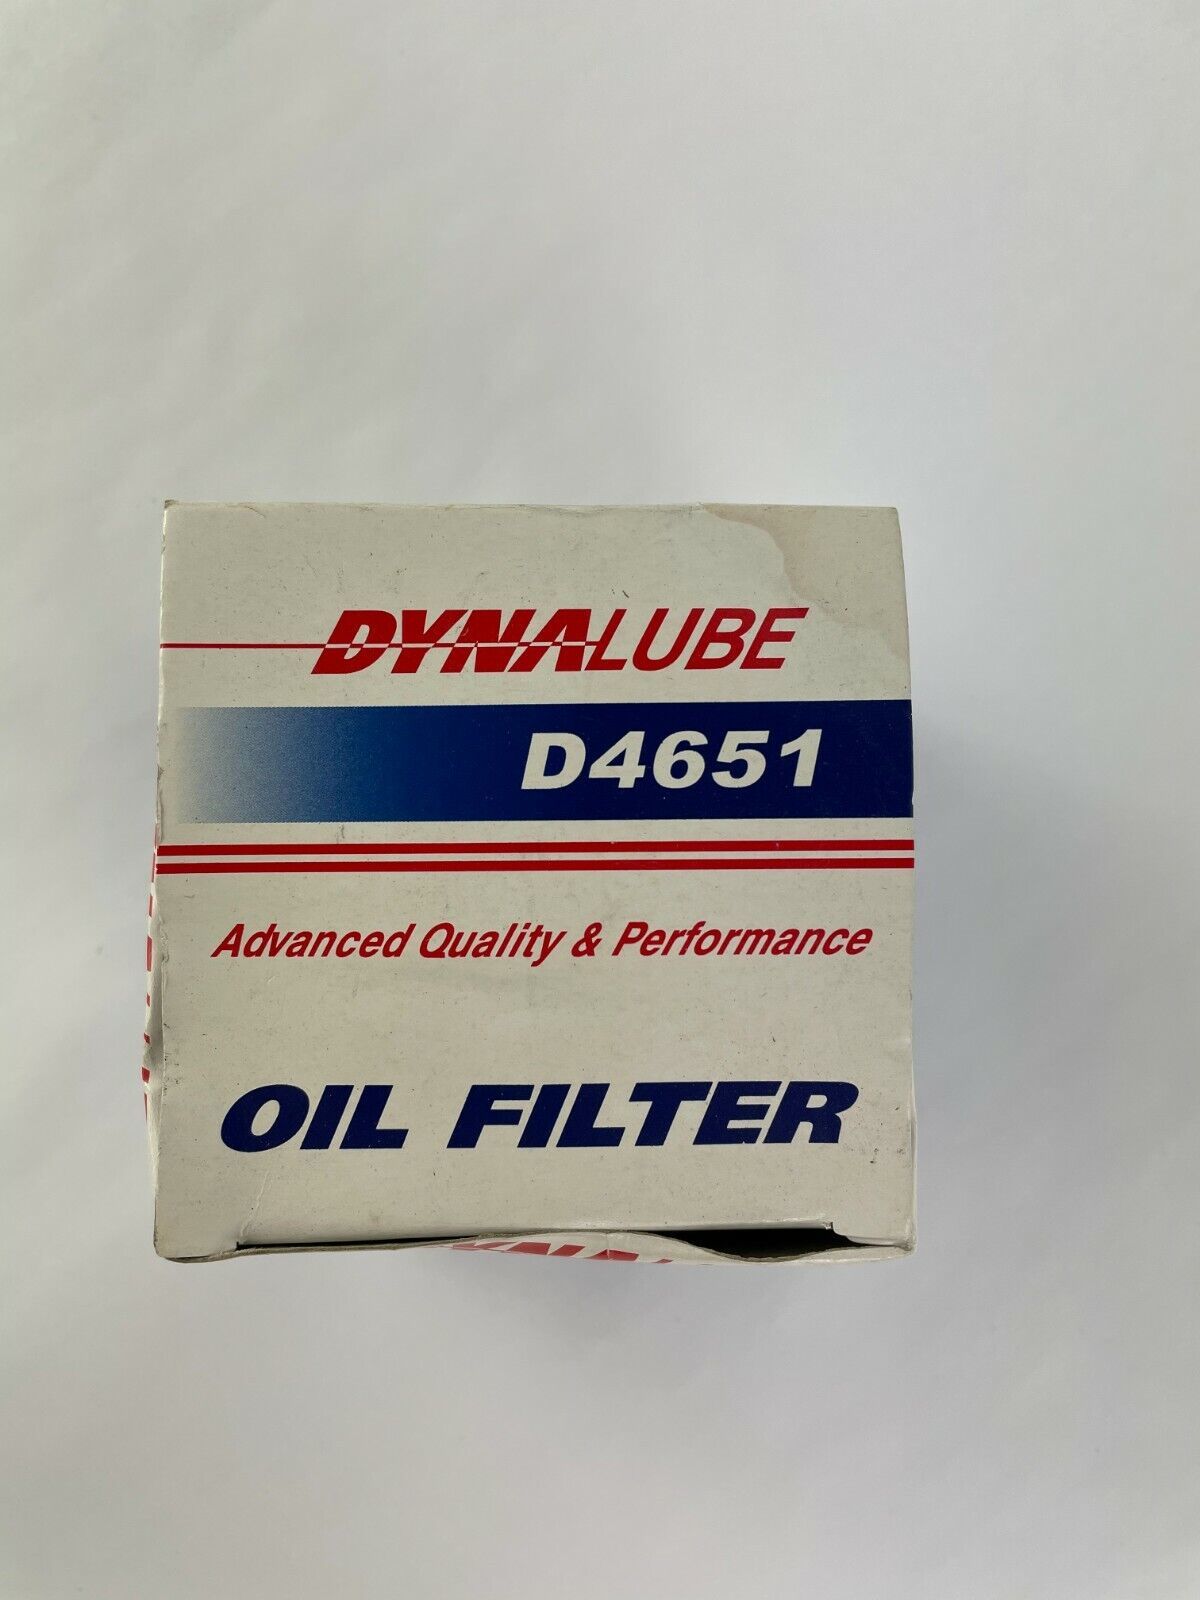 DYNALUBE
D4651
Advanced Quality & Performance
OIL FILTER